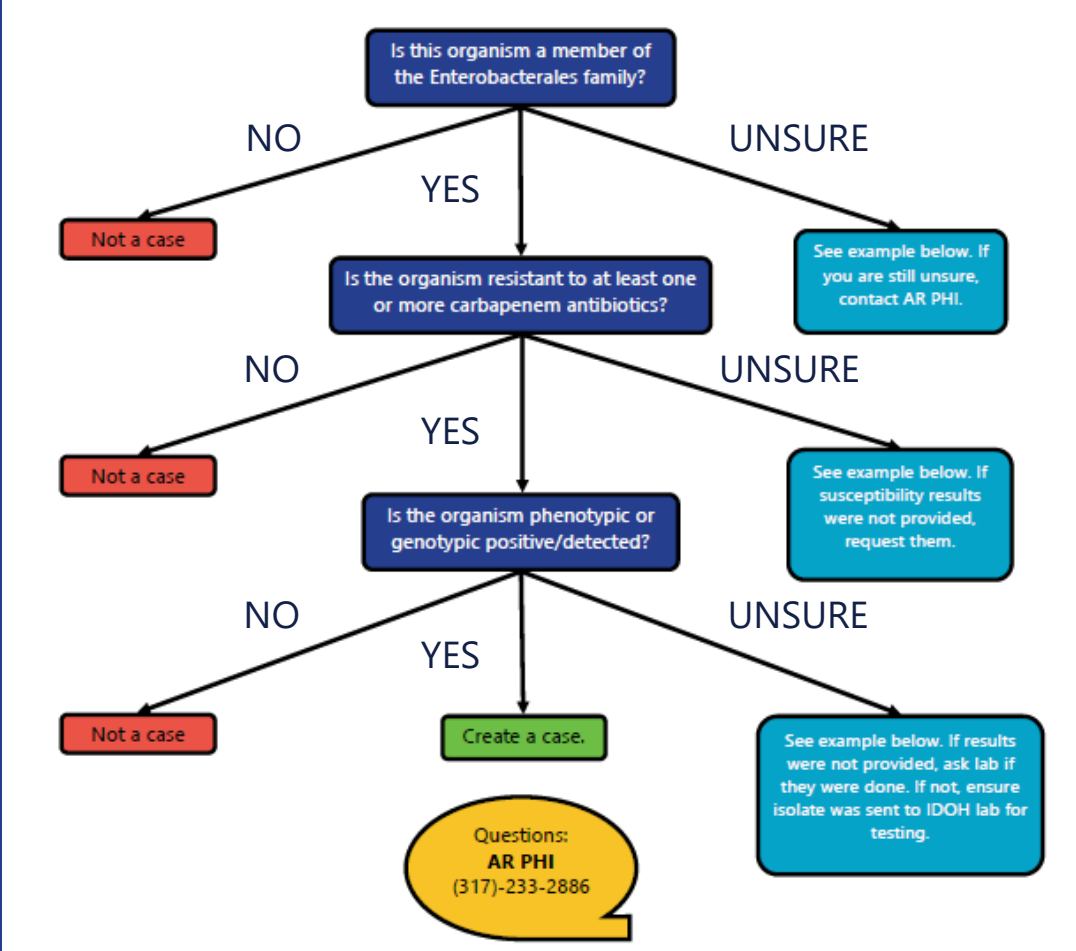 Is this organism a member of
the Enterobacterales family?
NO
UNSURE
YES
Not a case
See example below. If
you are still unsure,
contact AR PHI.
Is the organism resistant to at least one
or more carbapenem antibiotics?
NO
UNSURE
YES
Not a case
See example below. If
susceptibility results
were not provided,
request them.
Is the organism phenotypic or
genotypic positive/detected?
NO
UNSURE
YES
Not a case
Create a case.
See example below. If results
were not provided, ask lab if
they were done. If not, ensure
isolate was sent to IDOH lab for
testing.
Questions:
AR PHI
(317)-233-2886